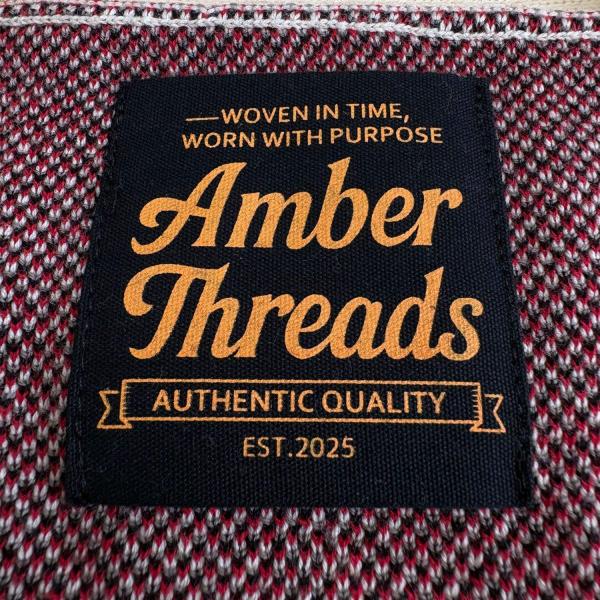 —WOVEN IN TIME,
WORN WITH PURPOSE
Amber
Threads
AUTHENTIC QUALITY
EST.2025